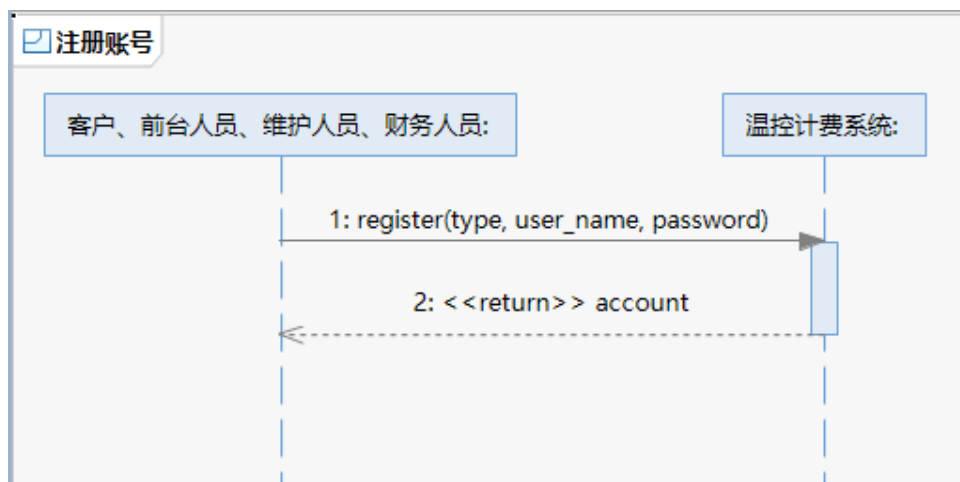 注册账号
客户、前台人员、维护人员、财务人员:
温控计费系统:
1: register(type, user_name, password)
2: <<return>> account